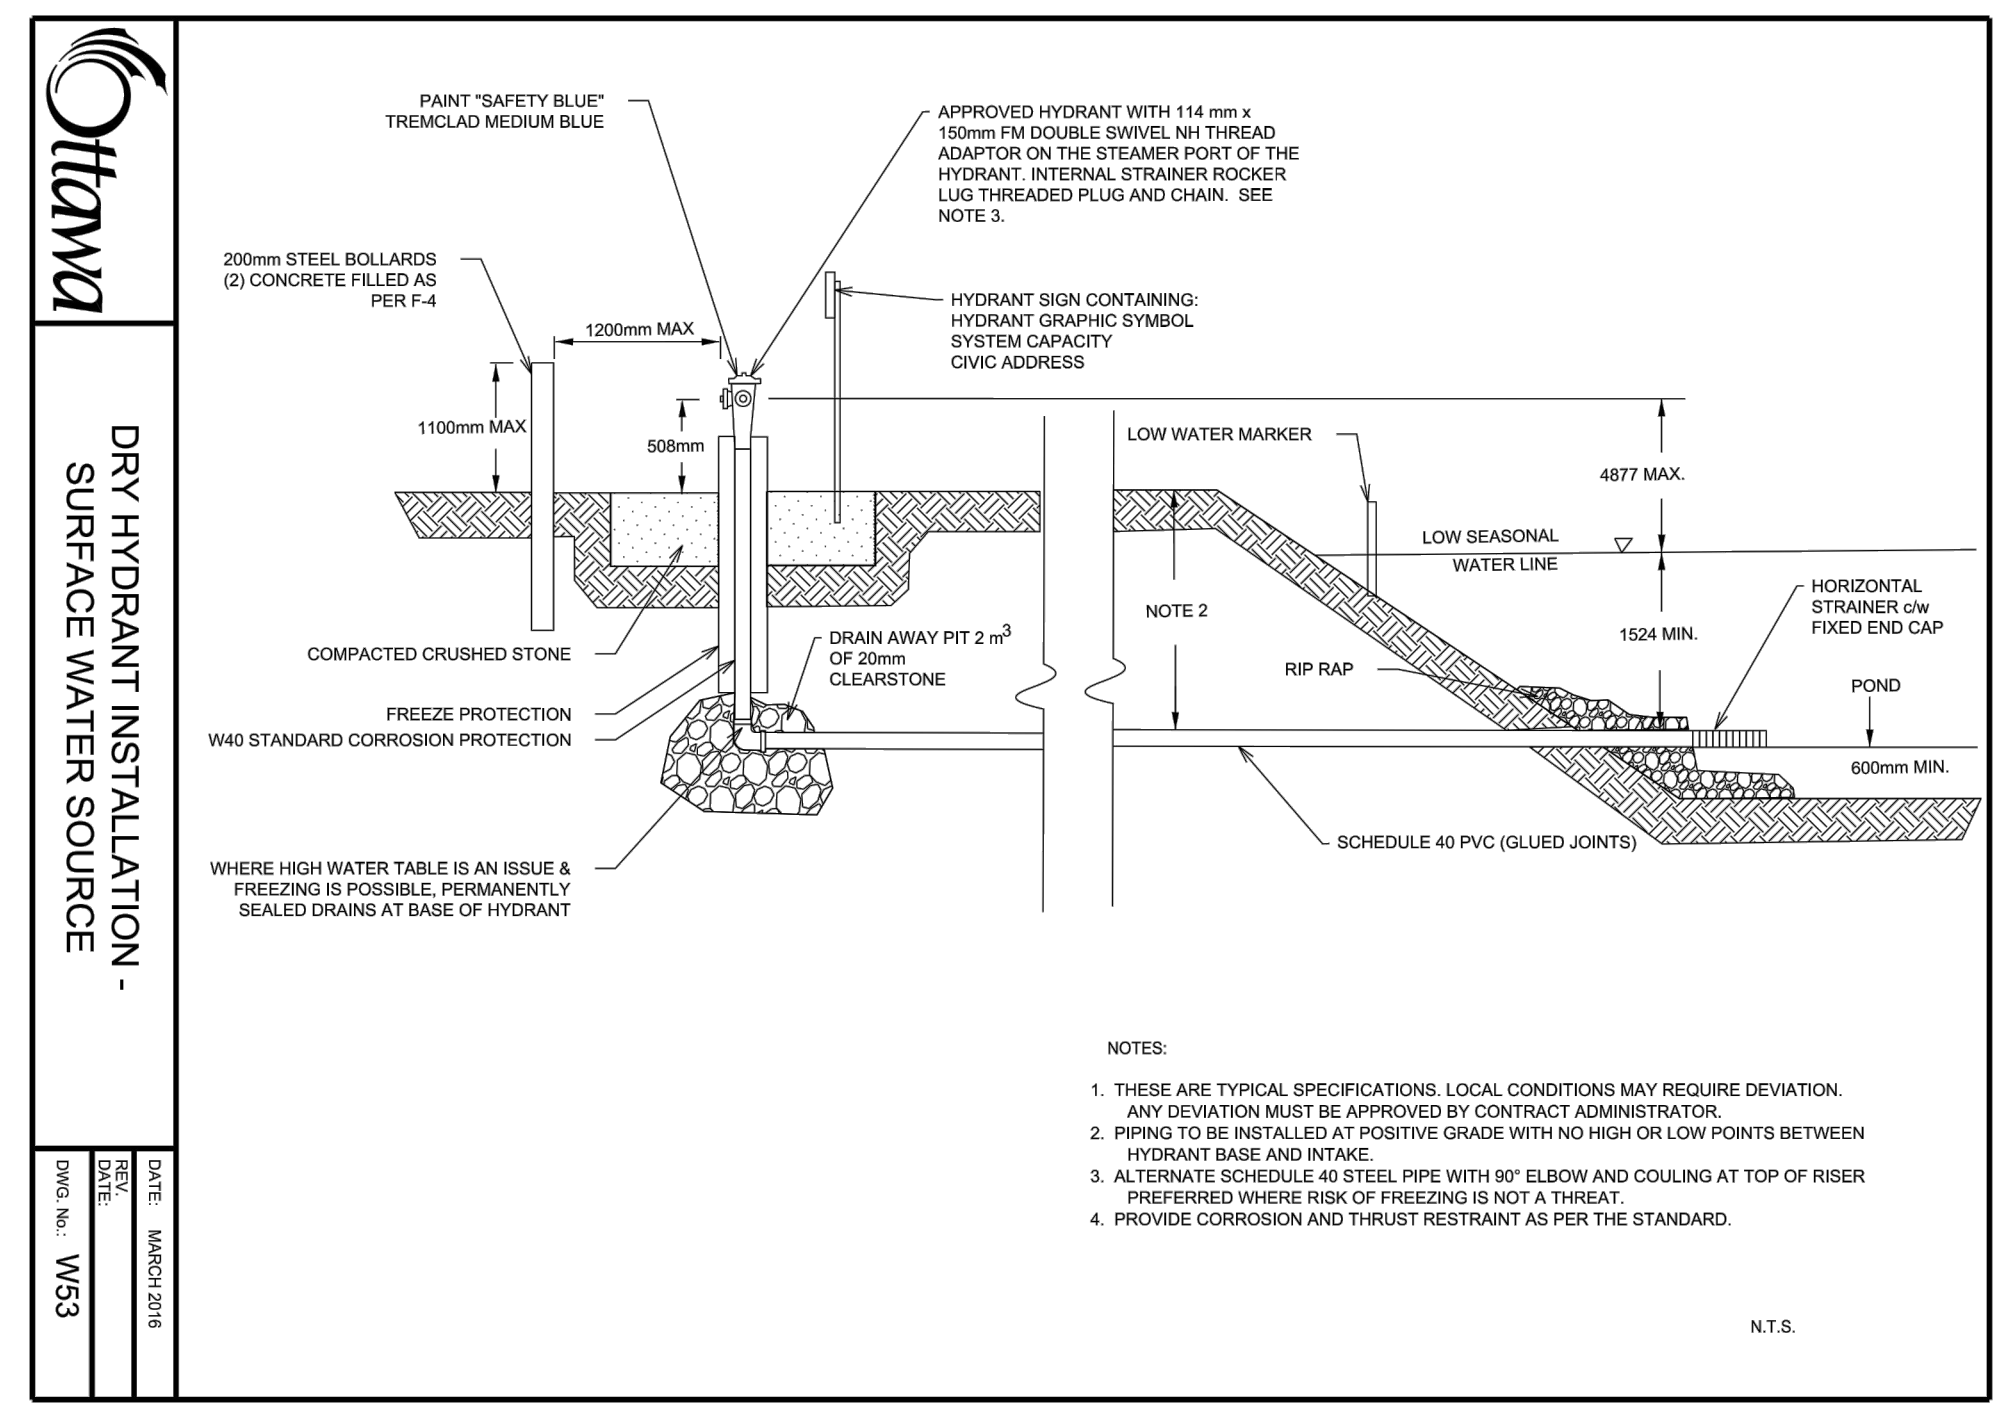 Ottawa
DRY HYDRANT INSTALLATION -
SURFACE WATER SOURCE
DATE: MARCH 2016
REV.
DATE:
DWG. No.: W53
PAINT "SAFETY BLUE"
TREMCLAD MEDIUM BLUE
APPROVED HYDRANT WITH 114 mm x
150mm FM DOUBLE SWIVEL NH THREAD
ADAPTOR ON THE STEAMER PORT OF THE
HYDRANT. INTERNAL STRAINER ROCKER
LUG THREADED PLUG AND CHAIN. SEE
NOTE 3.
200mm STEEL BOLLARDS
(2) CONCRETE FILLED AS
PER F-4
1200mm MAX
HYDRANT SIGN CONTAINING:
HYDRANT GRAPHIC SYMBOL
SYSTEM CAPACITY
CIVIC ADDRESS
1100mm MAX
508mm
LOW WATER MARKER
4877 MAX.
LOW SEASONAL
WATER LINE
HORIZONTAL
STRAINER c/w
FIXED END CAP
NOTE 2
1524 MIN.
DRAIN AWAY PIT 2 m³
OF 20mm
CLEARSTONE
COMPACTED CRUSHED STONE
RIP RAP
POND
FREEZE PROTECTION
W40 STANDARD CORROSION PROTECTION
600mm MIN.
SCHEDULE 40 PVC (GLUED JOINTS)
WHERE HIGH WATER TABLE IS AN ISSUE &
FREEZING IS POSSIBLE, PERMANENTLY
SEALED DRAINS AT BASE OF HYDRANT
NOTES:
1. THESE ARE TYPICAL SPECIFICATIONS. LOCAL CONDITIONS MAY REQUIRE DEVIATION.
ANY DEVIATION MUST BE APPROVED BY CONTRACT ADMINISTRATOR.
2. PIPING TO BE INSTALLED AT POSITIVE GRADE WITH NO HIGH OR LOW POINTS BETWEEN
HYDRANT BASE AND INTAKE.
3. ALTERNATE SCHEDULE 40 STEEL PIPE WITH 90° ELBOW AND COULING AT TOP OF RISER
PREFERRED WHERE RISK OF FREEZING IS NOT A THREAT.
4. PROVIDE CORROSION AND THRUST RESTRAINT AS PER THE STANDARD.
N.T.S.